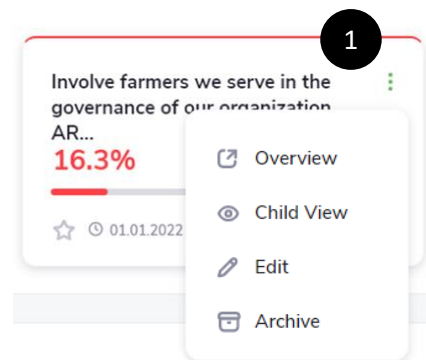 1
Involve farmers we serve in the
governance of our organization
AR...
16.3%
01.01.2022
Overview
Child View
Edit
Archive